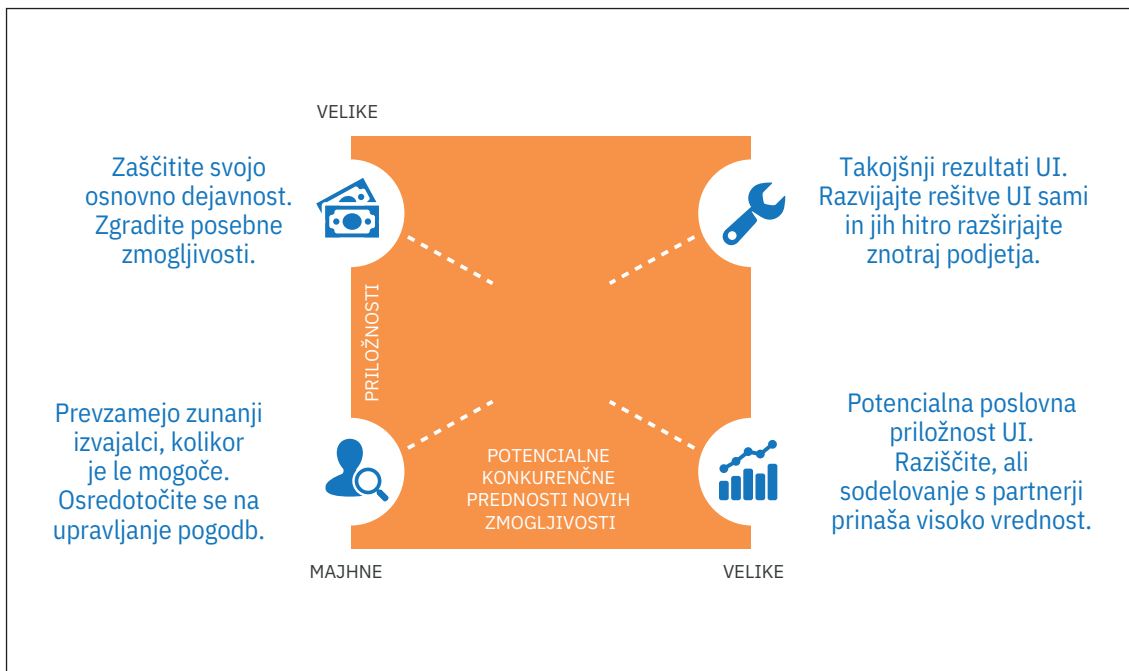 VELIKE
Zaščitite svojo
osnovno dejavnost.
Zgradite posebne
zmogljivosti.
Takojšnji rezultati UI.
Razvijajte rešitve UI sami
in jih hitro razširjajte
znotraj podjetja.
PRILOŽNOSTI
Prevzamejo zunanji
izvajalci, kolikor
je le mogoče.
Osredotočite se na
upravljanje pogodb.
POTENCIALNE
KONKURENČNE
PREDNOSTI NOVIH
ZMOGLJIVOSTI
Potencialna poslovna
priložnost UI.
Raziščite, ali
sodelovanje s partnerji
prinaša visoko vrednost.
MAJHNE
VELIKE